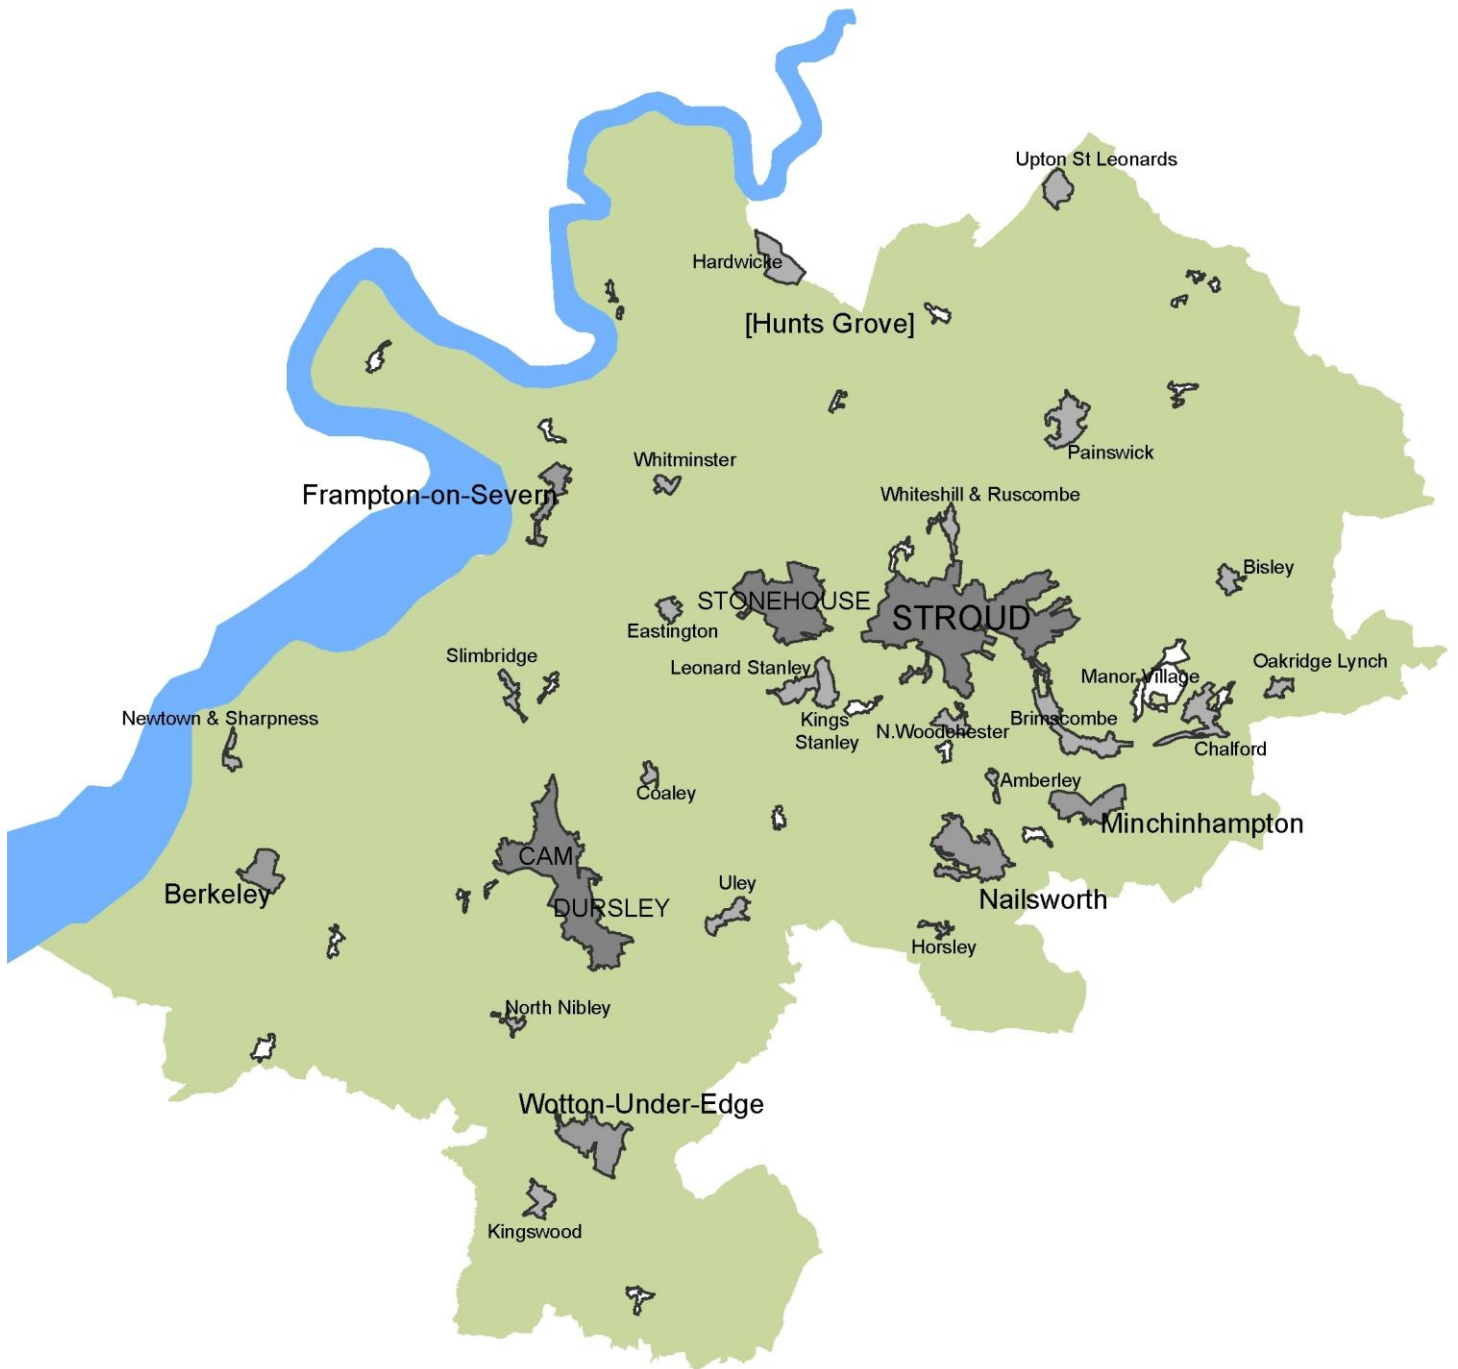 Upton St Leonards
Hardwicke
[Hunts Grove]
Painswick
Whitminster
Frampton-on-Severn
Whiteshill & Ruscombe
Bisley
STONEHOUSE
STROUD
Eastington
Slimbridge
Leonard Stanley
Manor Village
Oakridge Lynch
Newtown & Sharpness
Kings
Stanley
N.Woodchester
Brimscombe
Chalford
Coaley
Amberley
Minchinhampton
CAM
Berkeley
Uley
DURSLEY
Nailsworth
Horsley
North Nibley
Wotton-Under-Edge
Kingswood